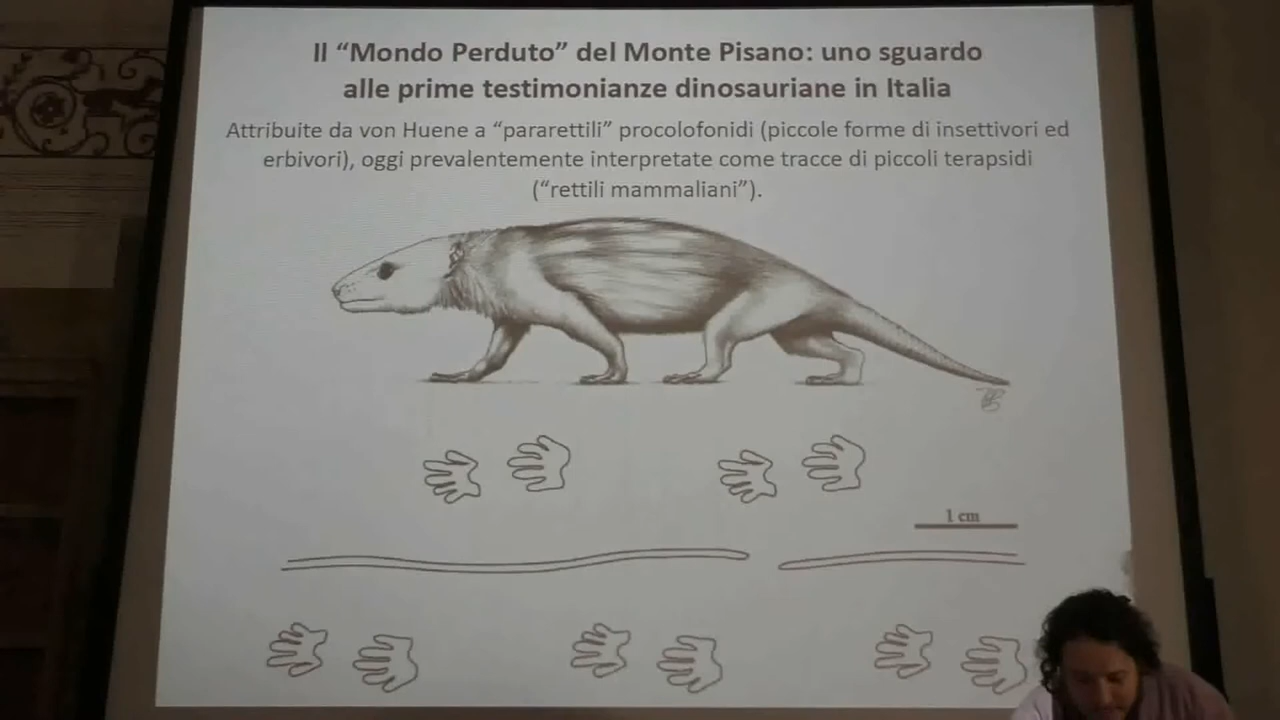 Il “Mondo Perduto” del Monte Pisano: uno sguardo
alle prime testimonianze dinosauriane in Italia
Attribuite da von Huene a “pararettili” procolofonidi (piccole forme di insettivori ed
erbivori), oggi prevalentemente interpretate come tracce di piccoli terapsidi
(“rettili mammaliani”).
1 cm